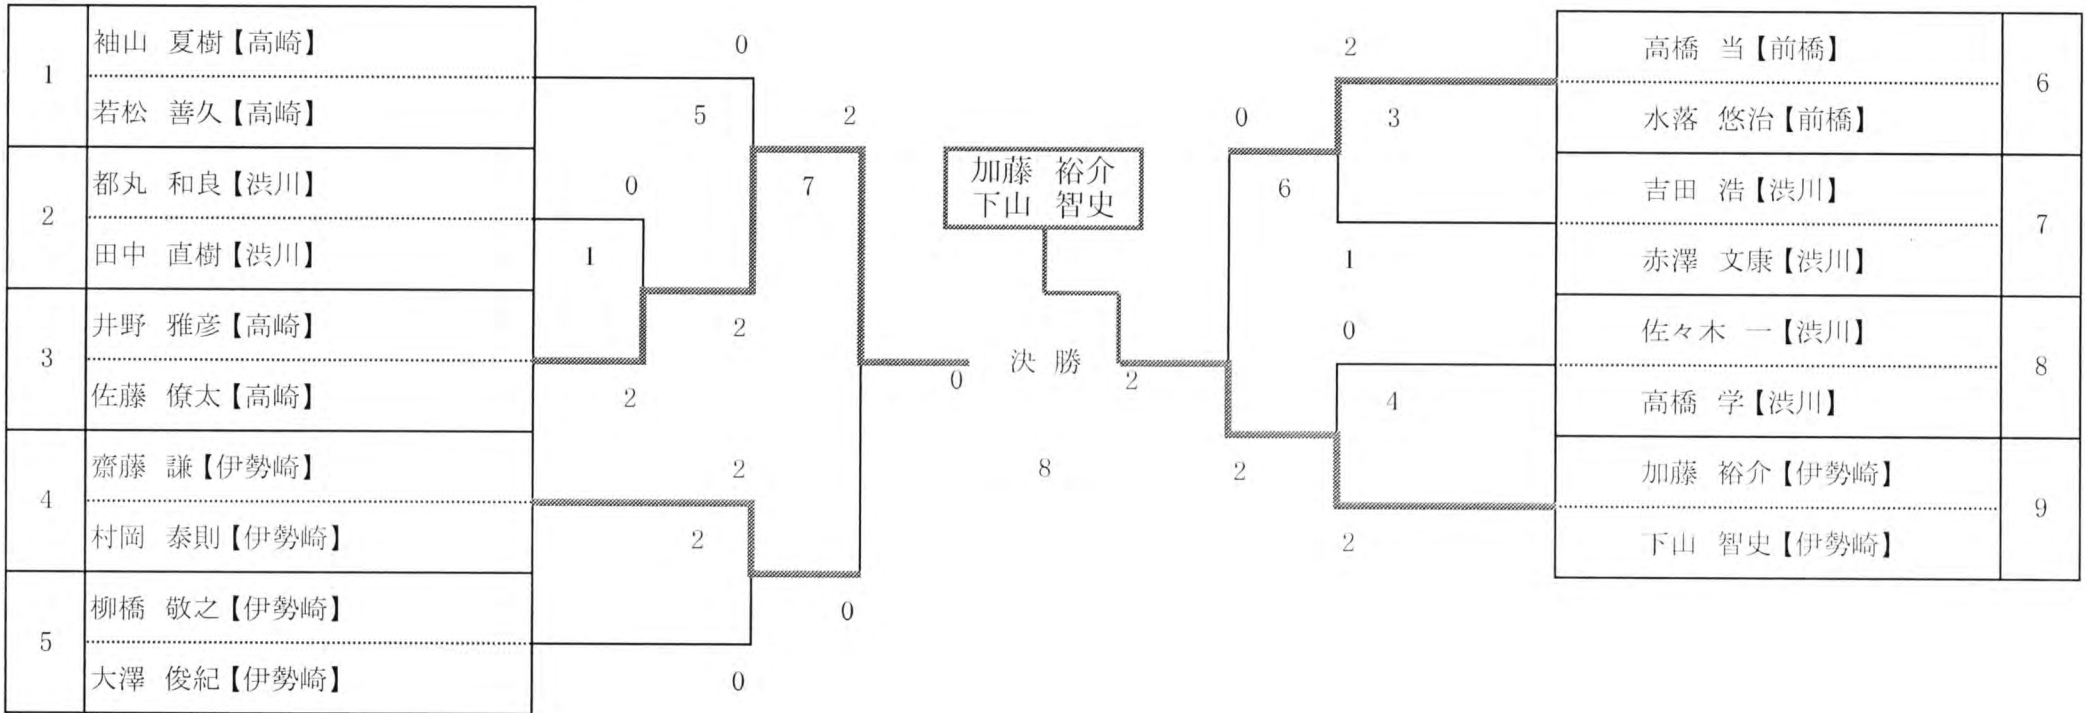 1
袖山 夏樹【高崎】
若松 善久【高崎】
2
都丸 和良【渋川】
田中 直樹【渋川】
3
井野 雅彦【高崎】
佐藤 僚太【高崎】
4
齋藤 謙【伊勢崎】
村岡 泰則【伊勢崎】
5
柳橋 敬之【伊勢崎】
大澤 俊紀【伊勢崎】
0
5
2
0
7
1
2
2
2
2
0
0
加藤 裕介
下山 智史
決 勝
0
2
8
2
0
3
6
1
0
4
2
2
高橋 当【前橋】
水落 悠治【前橋】
6
吉田 浩【渋川】
赤澤 文康【渋川】
7
佐々木 一【渋川】
高橋 学【渋川】
8
加藤 裕介【伊勢崎】
下山 智史【伊勢崎】
9